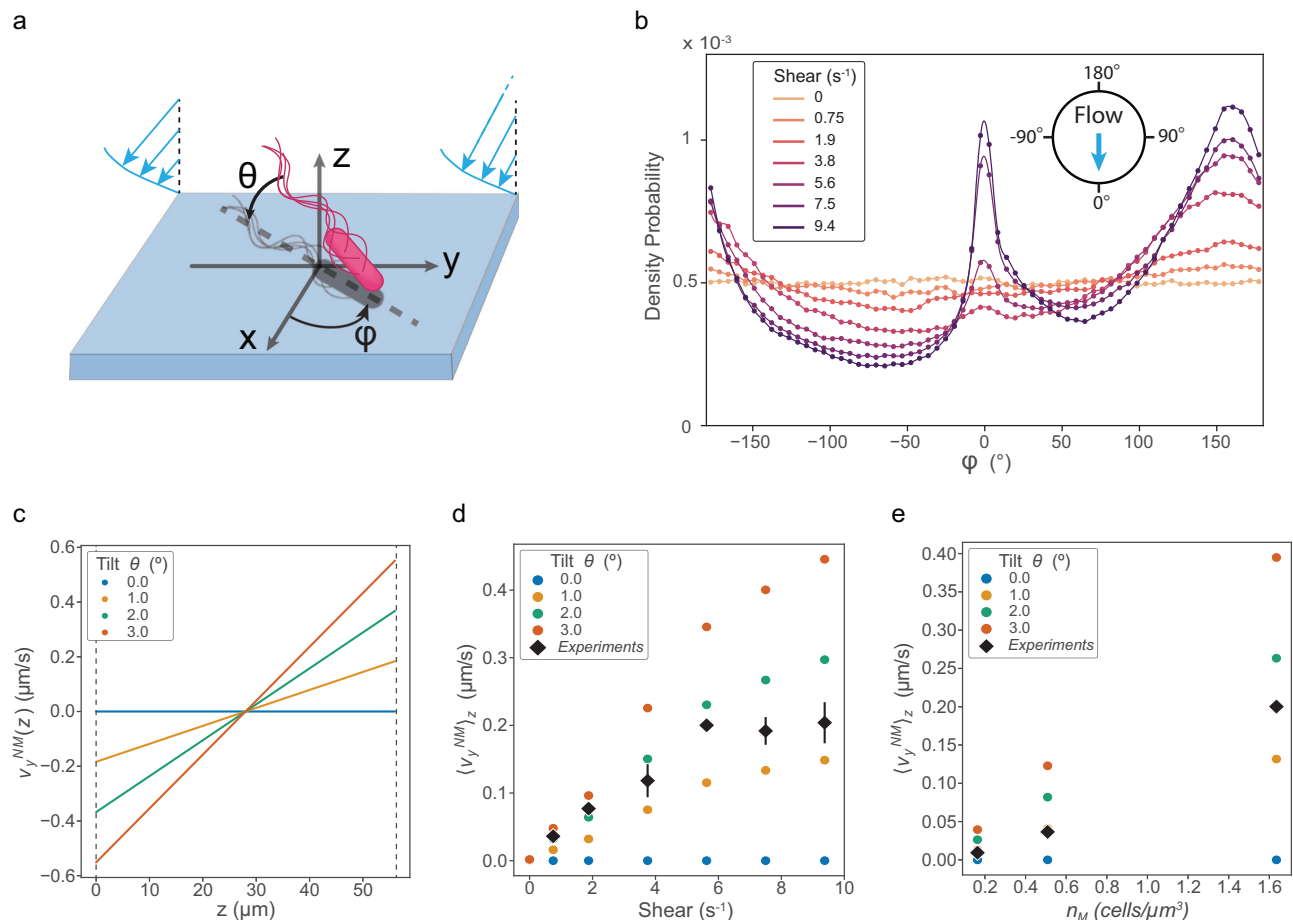 a
θ
z
y
x
φ
b
x 10⁻³
Density Probability
1
0.5
0
Shear (s⁻¹)
0
0.75
1.9
3.8
5.6
7.5
9.4
180°
Flow
-90°
90°
0°
−150
−100
−50
0
50
100
150
φ (°)
c
v_y^NM(z) (μm/s)
0.6
0.4
0.2
0.0
−0.2
−0.4
−0.6
Tilt θ (º)
0.0
1.0
2.0
3.0
0
10
20
30
40
50
z (μm)
d
⟨v_y^NM⟩_z (μm/s)
0.4
0.3
0.2
0.1
0.0
Tilt θ (º)
0.0
1.0
2.0
3.0
Experiments
0
2
4
6
8
10
Shear (s⁻¹)
e
⟨v_y^NM⟩_z (μm/s)
0.40
0.35
0.30
0.25
0.20
0.15
0.10
0.05
0.00
Tilt θ (º)
0.0
1.0
2.0
3.0
Experiments
0.2
0.4
0.6
0.8
1.0
1.2
1.4
1.6
n_M (cells/μm³)